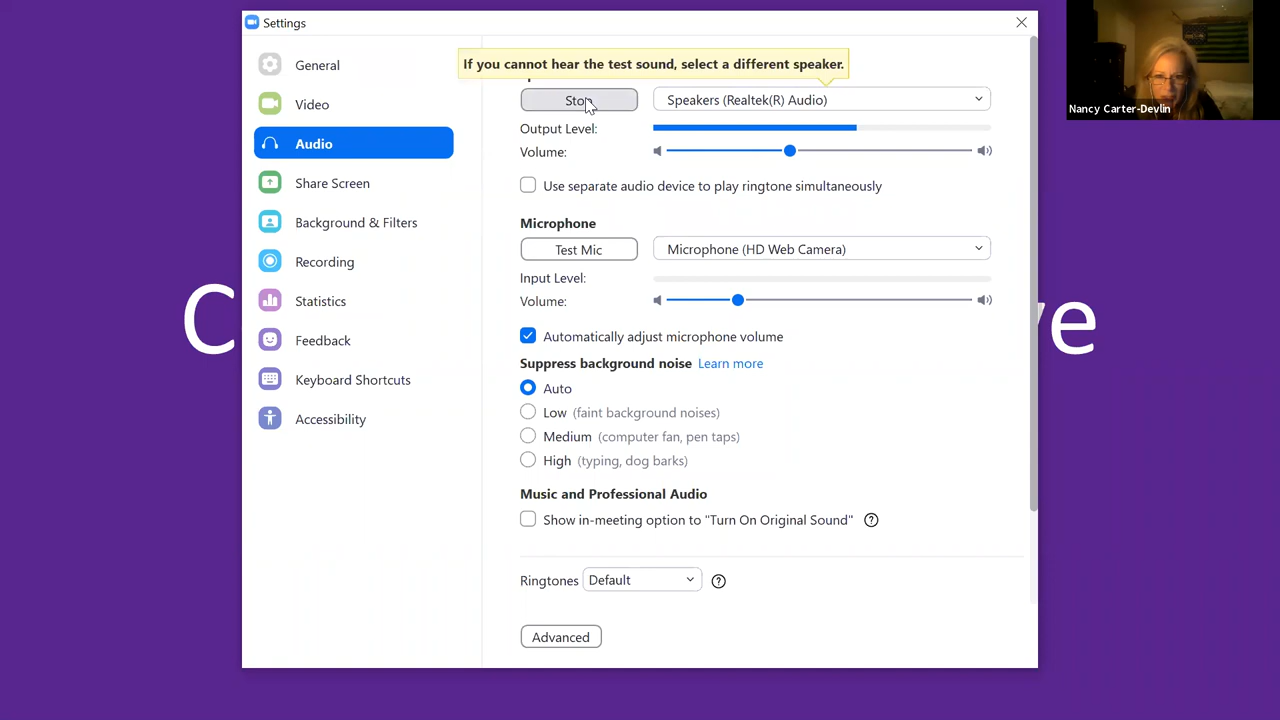 Settings
General
Video
Audio
Share Screen
Background & Filters
Recording
Statistics
Feedback
Keyboard Shortcuts
Accessibility
If you cannot hear the test sound, select a different speaker.
Stop
Speakers (Realtek(R) Audio)
Output Level:
Volume:
Use separate audio device to play ringtone simultaneously
Microphone
Test Mic
Microphone (HD Web Camera)
Input Level:
Volume:
Automatically adjust microphone volume
Suppress background noise Learn more
Auto
Low (faint background noises)
Medium (computer fan, pen taps)
High (typing, dog barks)
Music and Professional Audio
Show in-meeting option to "Turn On Original Sound" ?
Ringtones Default ?
Advanced
Nancy Carter-Devlin